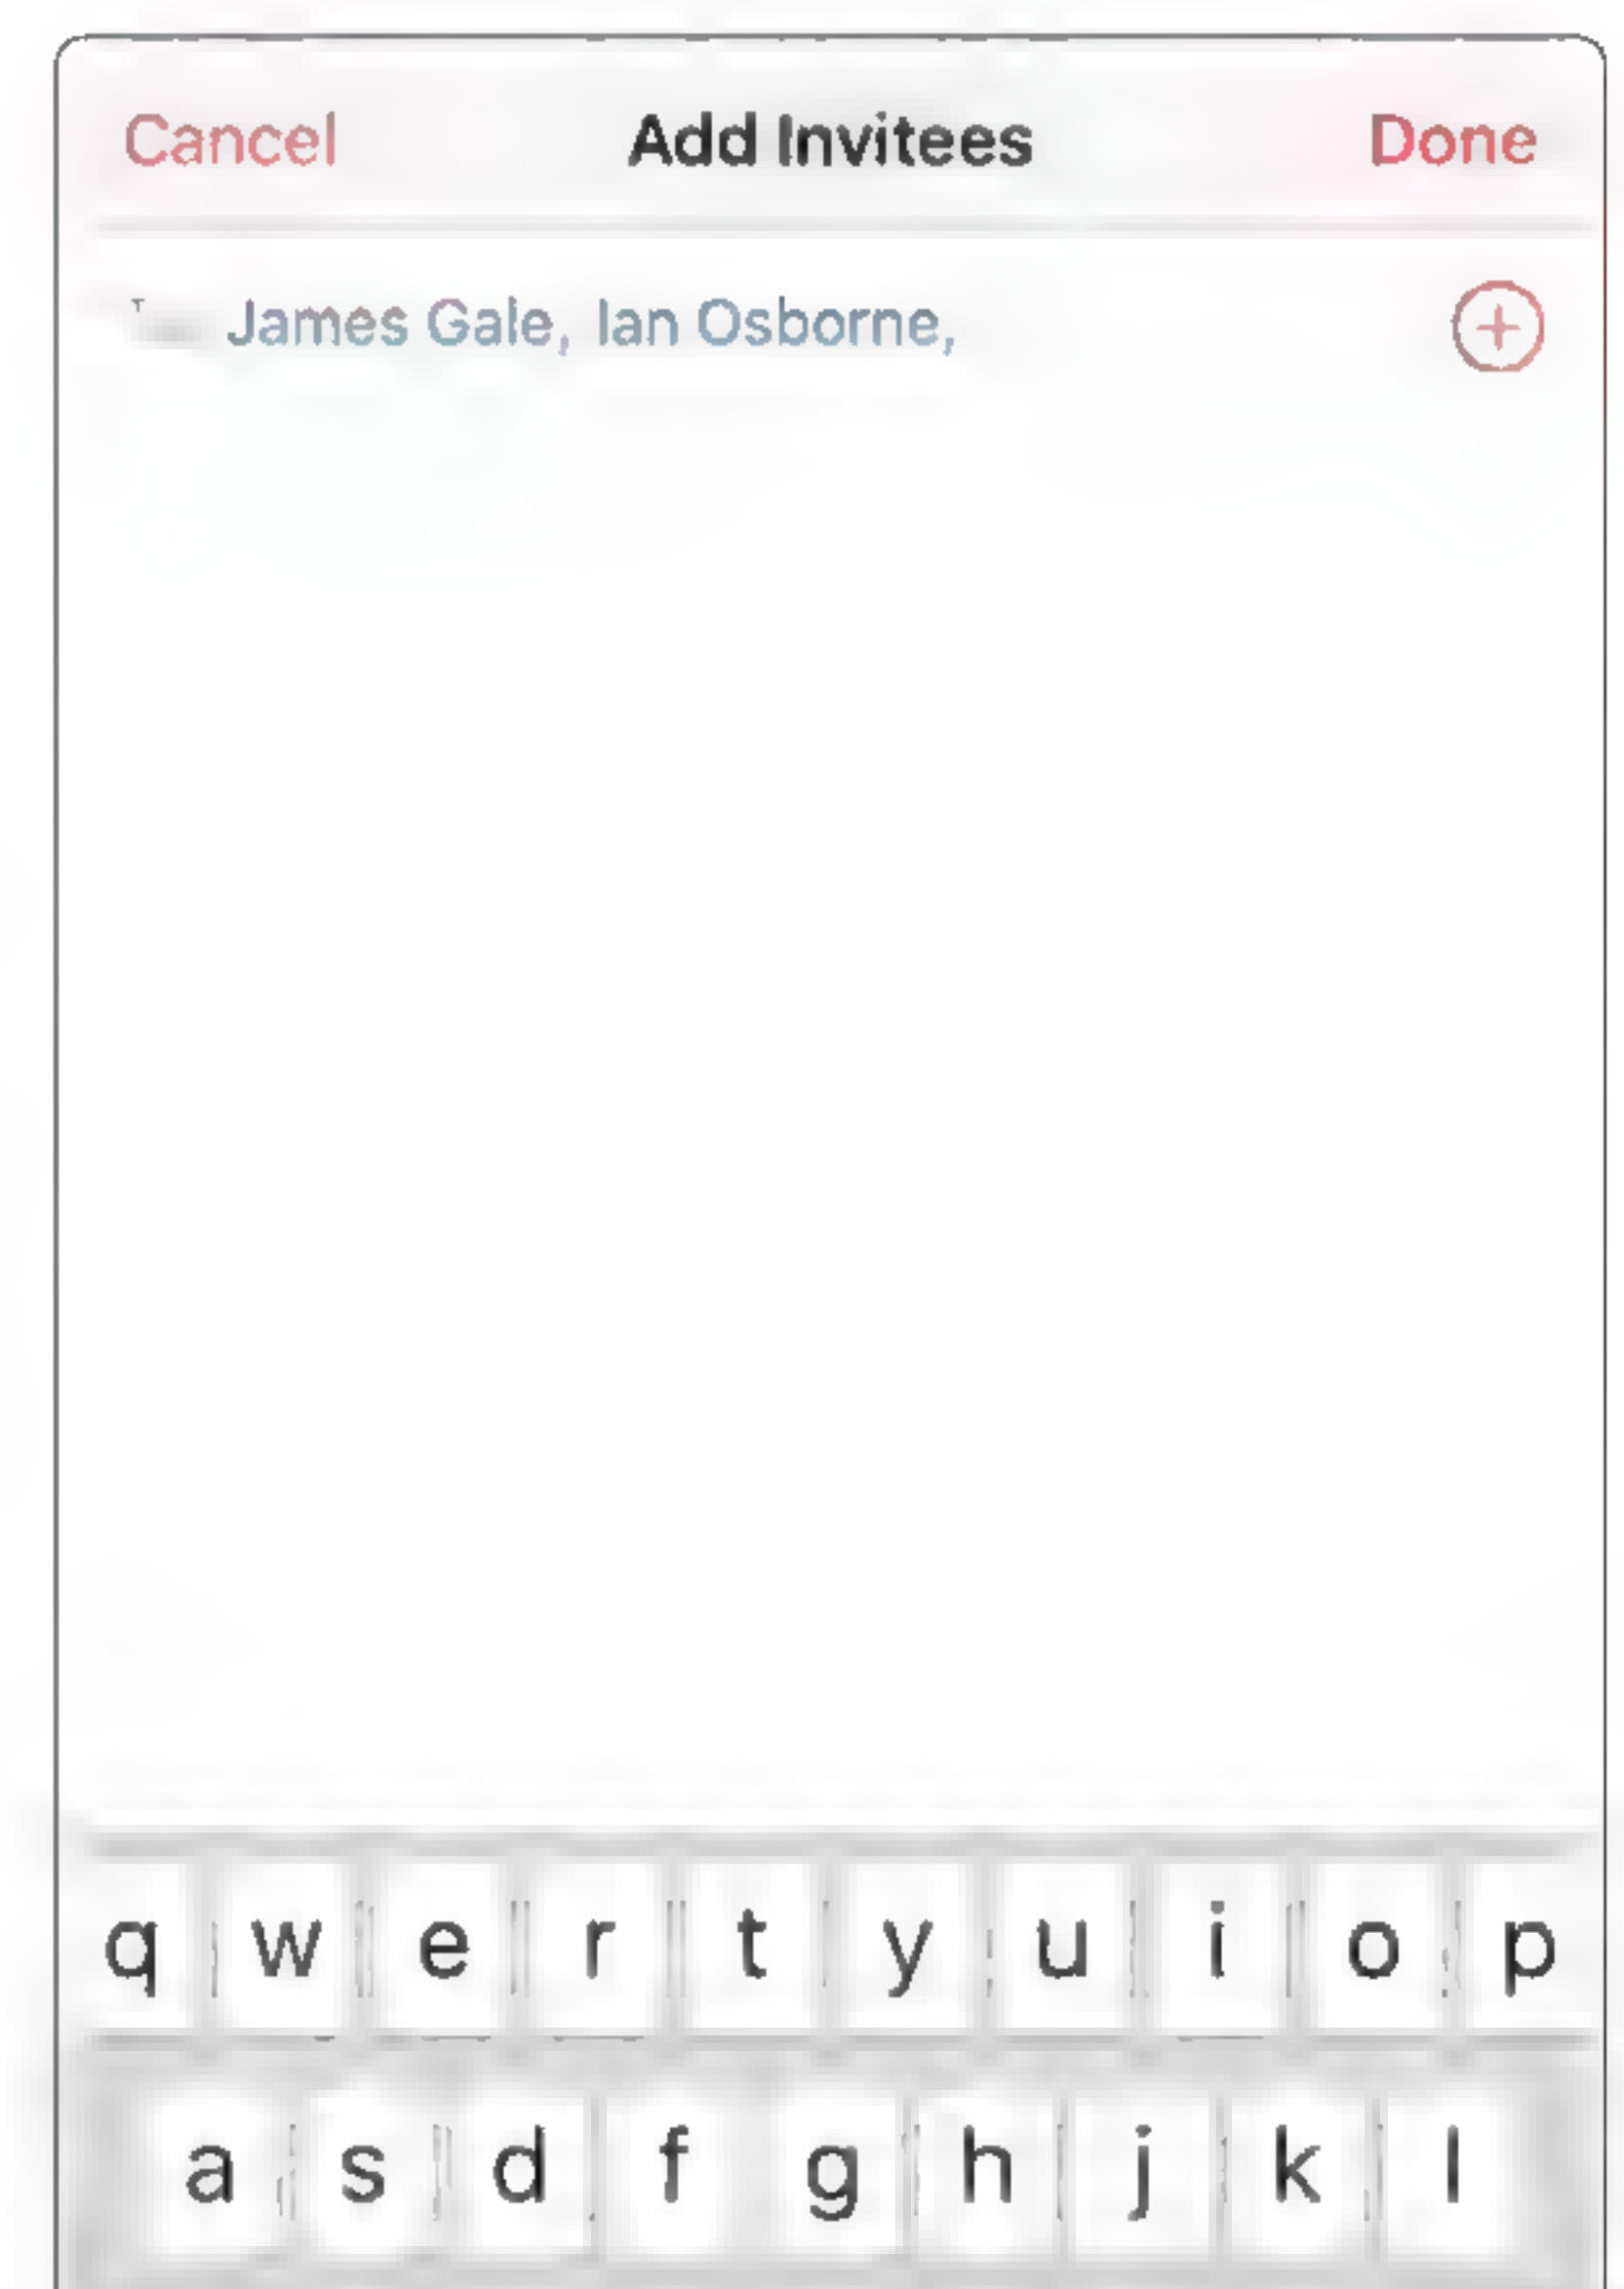 Cancel Add Invitees Done
James Gale, Ian Osborne,
q w e r t y u i o p
a s d f g h j k l